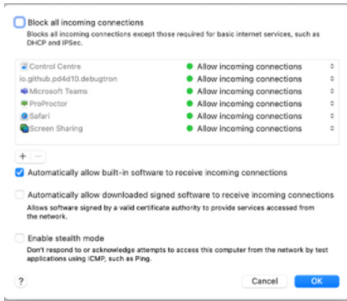 Block all incoming connections
Blocks all incoming connections except those required for basic internet services, such as
DHCP and IPSec.
Control Centre Allow incoming connections
io.github.pd4d10.debugtron Allow incoming connections
Microsoft Teams Allow incoming connections
ProProctor Allow incoming connections
Safari Allow incoming connections
Screen Sharing Allow incoming connections
+ −
Automatically allow built-in software to receive incoming connections
Automatically allow downloaded signed software to receive incoming connections
Allows software signed by a valid certificate authority to provide services accessed from
the network.
Enable stealth mode
Don't respond to or acknowledge attempts to access this computer from the network by test
applications using ICMP, such as Ping.
? Cancel OK